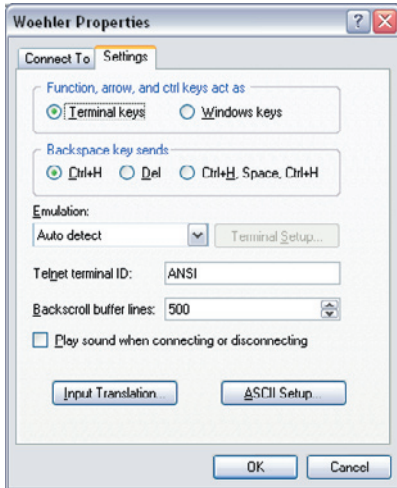 Woehler Properties
Connect To Settings
Function, arrow, and ctrl keys act as
Terminal keys Windows keys
Backspace key sends
Ctrl+H Del Ctrl+H, Space, Ctrl+H
Emulation:
Auto detect Terminal Setup...
Telnet terminal ID: ANSI
Backscroll buffer lines: 500
Play sound when connecting or disconnecting
Input Translation... ASCII Setup...
OK Cancel